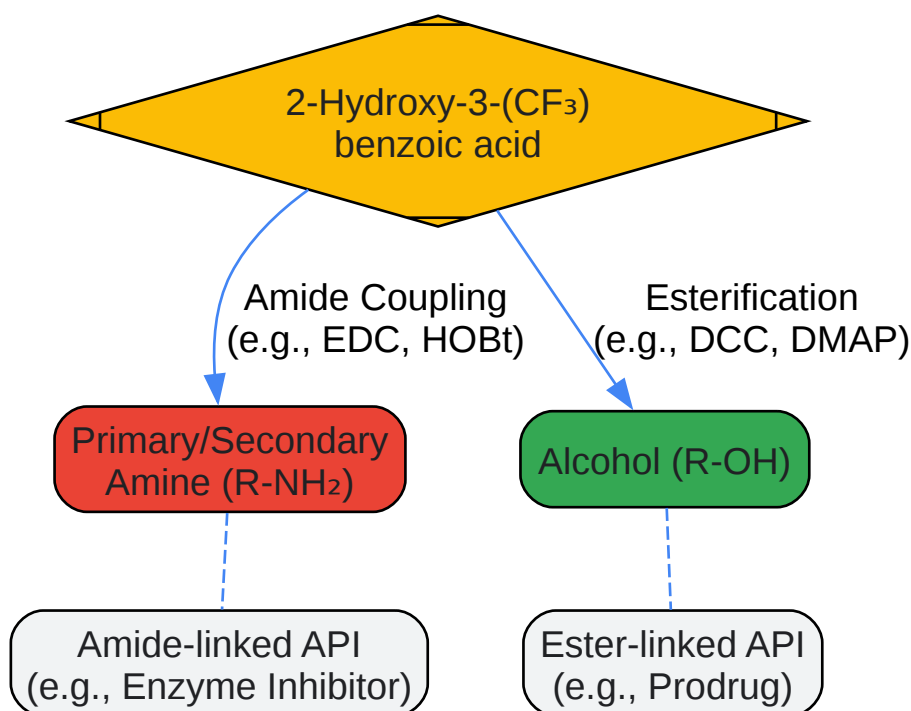 2-Hydroxy-3-(CF₃)
benzoic acid
Amide Coupling
(e.g., EDC, HOBt)
Esterification
(e.g., DCC, DMAP)
Primary/Secondary
Amine (R-NH₂)
Alcohol (R-OH)
Amide-linked API
(e.g., Enzyme Inhibitor)
Ester-linked API
(e.g., Prodrug)